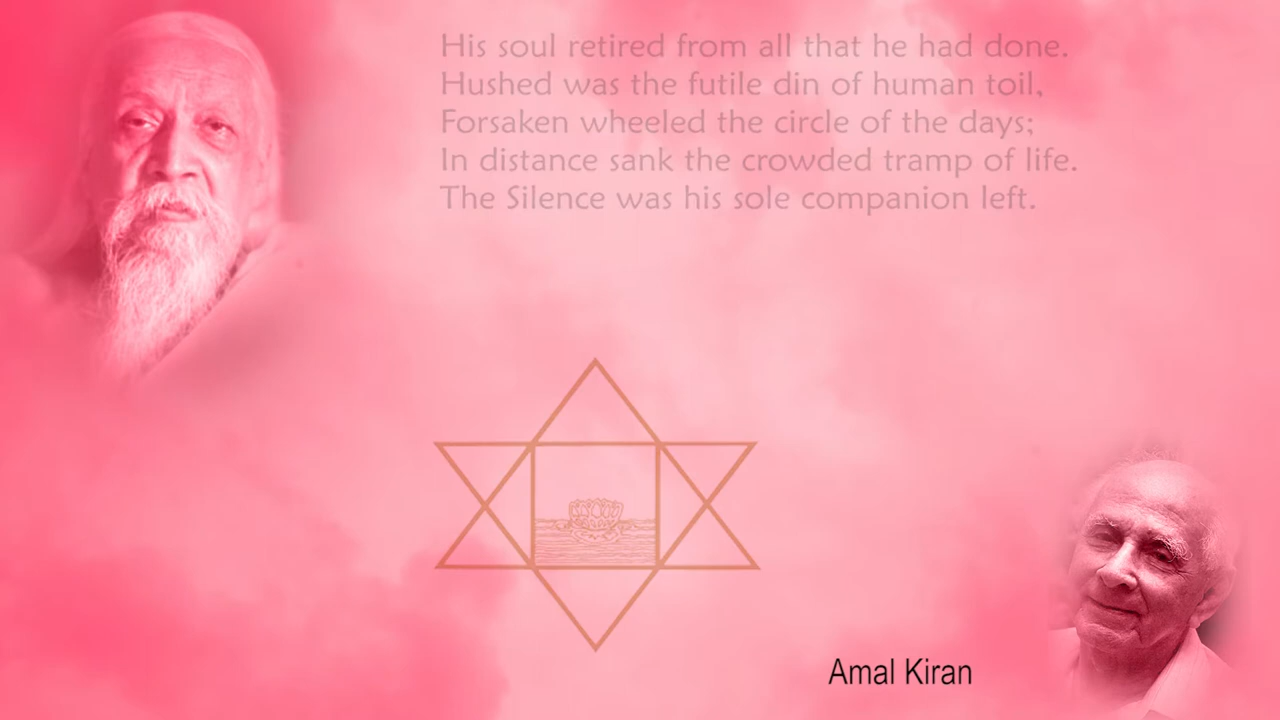 His soul retired from all that he had done.
Hushed was the futile din of human toil,
Forsaken wheeled the circle of the days;
In distance sank the crowded tramp of life.
The Silence was his sole companion left.
Amal Kiran